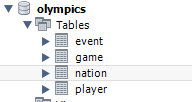 olympics
Tables
event
game
nation
player